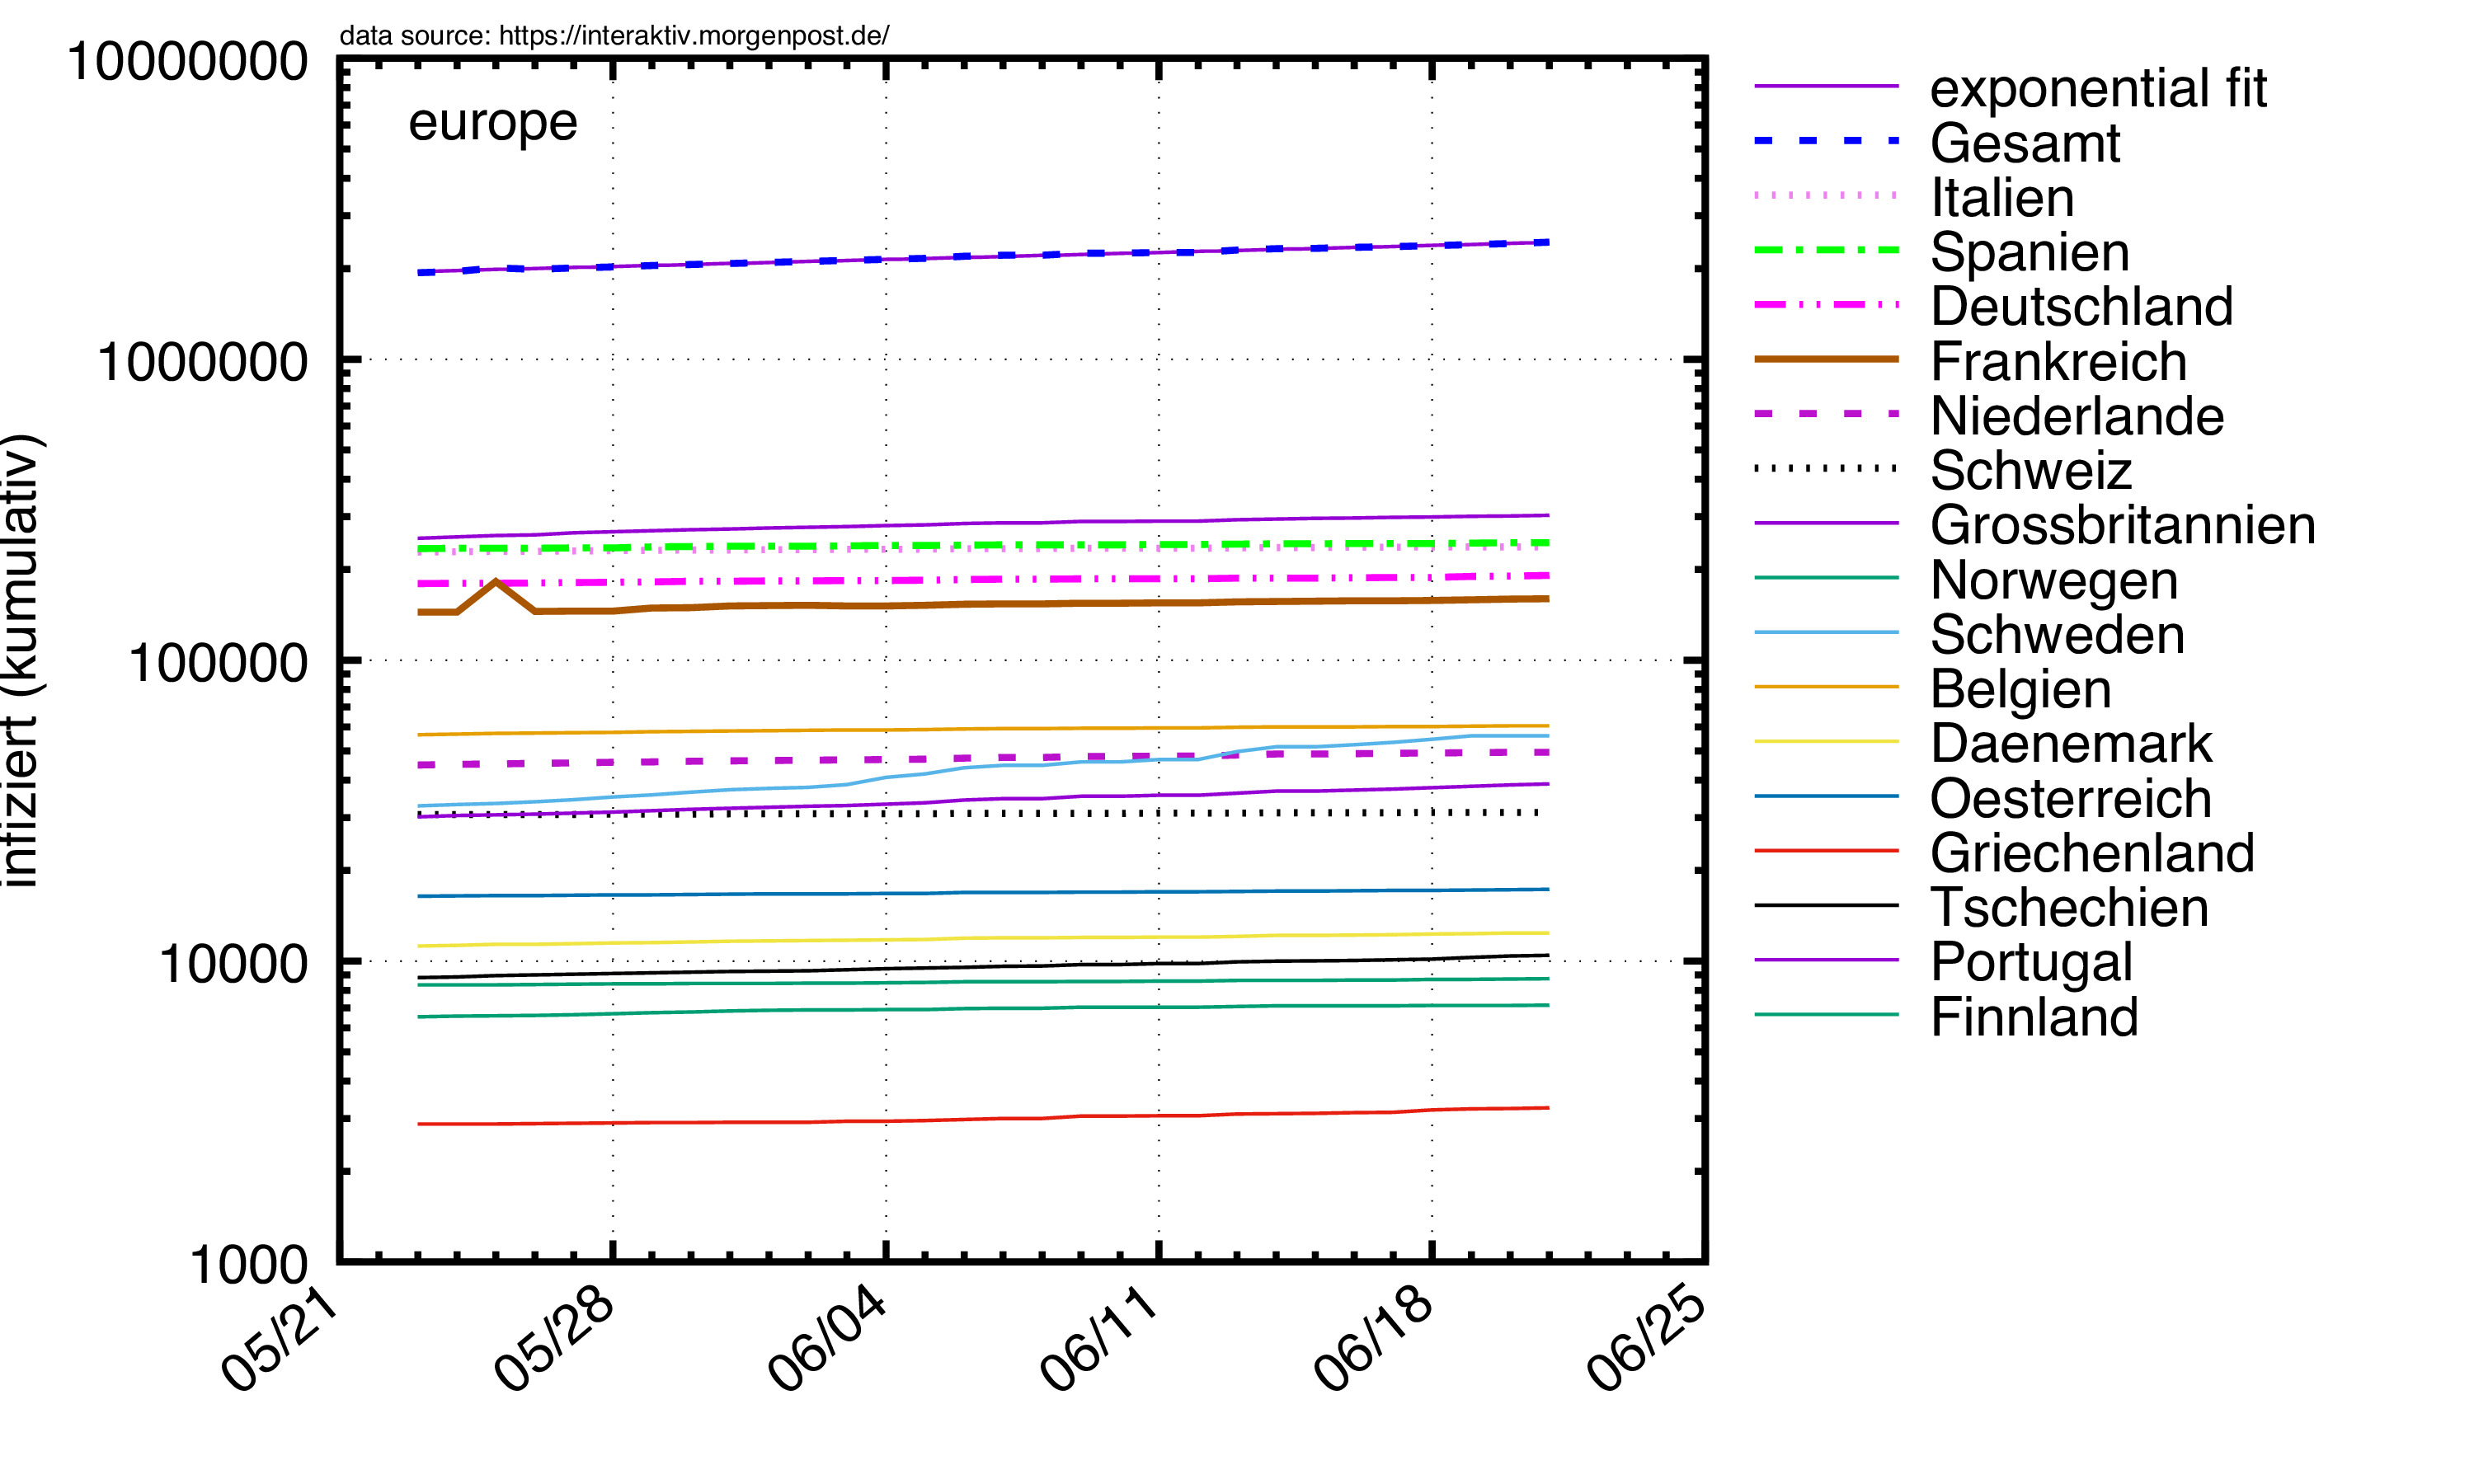 data source: https://interaktiv.morgenpost.de/
10000000
europe
1000000
100000
10000
1000
infiziert (kumulativ)
05/21
05/28
06/04
06/11
06/18
06/25
exponential fit
Gesamt
Italien
Spanien
Deutschland
Frankreich
Niederlande
Schweiz
Grossbritannien
Norwegen
Schweden
Belgien
Daenemark
Oesterreich
Griechenland
Tschechien
Portugal
Finnland